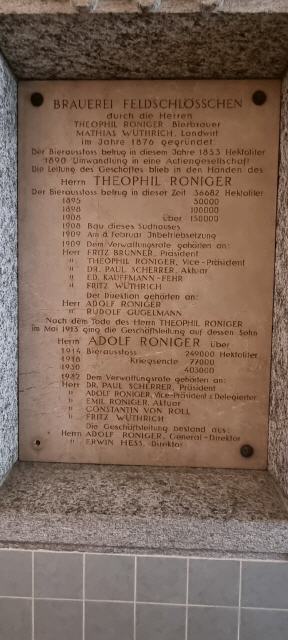 BRAUEREI FELDSCHLÖSSCHEN
durch die Herren
THEOPHIL RONIGER Bierbrauer
MATHIAS WÜTHRICH, Landwirt
im Jahre 1876 gegründet
Der Bierausstoss betrug in diesem Jahre 1853 Hektoliter
1890 Umwandlung in eine Actiengesellschaft
Die Leitung des Geschäftes blieb in den Händen des
Herrn THEOPHIL RONIGER
Der Bierausstoss betrug in dieser Zeit 36682 Hektoliter
1895 50000
1898 100000
1908 über 150000
1908 Bau dieses Sudhauses
1909 Am 8 Februar Inbetriebsetzung
1909 Dem Verwaltungsrate gehörten an:
Herr FRITZ BRUNNER, Präsident
" THEOPHIL RONIGER, Vice-Präsident
" DR. PAUL SCHERRER, Aktuar
" ED. KAUFFMANN-FEHR
" FRITZ WÜTHRICH
Der Direktion gehörten an:
Herr ADOLF RONIGER
" RUDOLF GUGELMANN
Nach dem Tode des Herrn THEOPHIL RONIGER
im Mai 1913 ging die Geschäftsleitung auf dessen Sohn
Herrn ADOLF RONIGER über
1914 Bierausstoss 249000 Hektoliter
1918 Kriegsende 77000
1930 403000
1932 Dem Verwaltungsrate gehörten an:
Herr DR. PAUL SCHERRER, Präsident
" ADOLF RONIGER, Vice-Präsident & Delegierter
" EMIL RONIGER, Aktuar
" CONSTANTIN VON ROLL
" FRITZ WÜTHRICH
Die Geschäftsleitung bestand aus:
Herrn ADOLF RONIGER, General-Direktor
" ERWIN HESS, Direktor